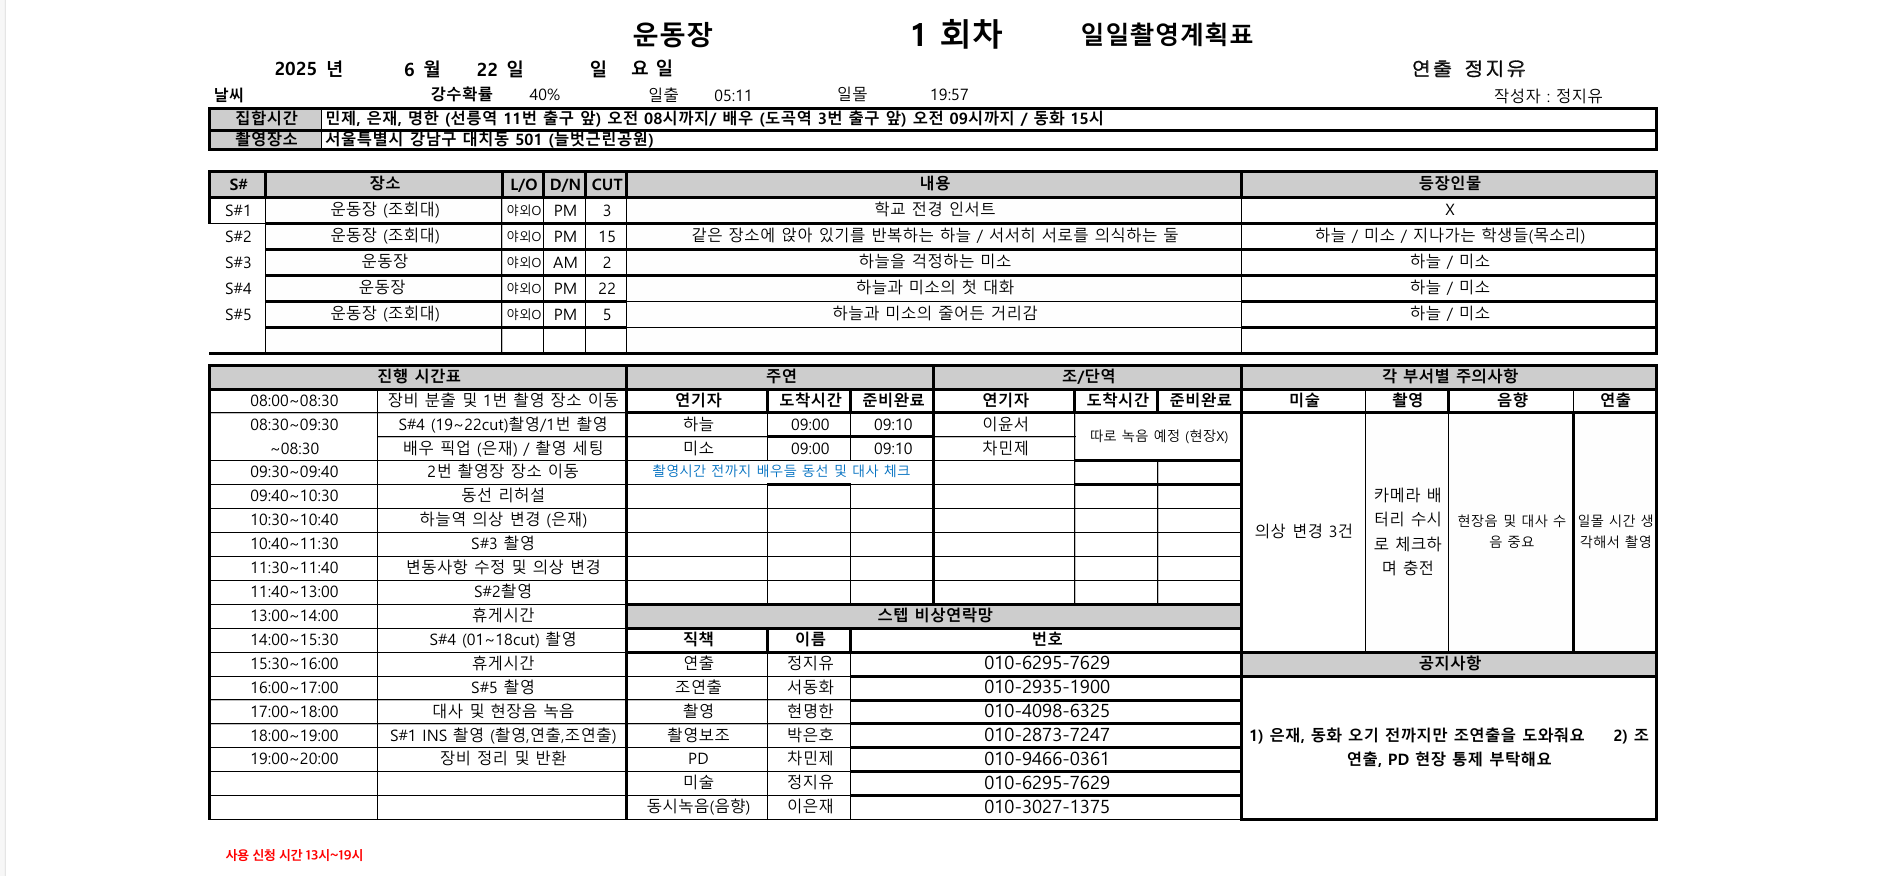 운동장 1 회차 일일촬영계획표
2025 년 6 월 22 일 일 요 일 연출 정지유
날씨 강수확률 40% 일출 05:11 일몰 19:57 작성자 : 정지유
집합시간 민제, 은재, 명한 (선릉역 11번 출구 앞) 오전 08시까지/ 배우 (도곡역 3번 출구 앞) 오전 09시까지 / 동화 15시
촬영장소 서울특별시 강남구 대치동 501 (늘벗근린공원)
S# 장소 L/O D/N CUT 내용 등장인물
S#1 운동장 (조회대) 야외O PM 3 학교 전경 인서트 X
S#2 운동장 (조회대) 야외O PM 15 같은 장소에 앉아 있기를 반복하는 하늘 / 서서히 서로를 의식하는 둘 하늘 / 미소 / 지나가는 학생들(목소리)
S#3 운동장 야외O AM 2 하늘을 걱정하는 미소 하늘 / 미소
S#4 운동장 야외O PM 22 하늘과 미소의 첫 대화 하늘 / 미소
S#5 운동장 (조회대) 야외O PM 5 하늘과 미소의 줄어든 거리감 하늘 / 미소
진행 시간표 주연 조/단역 각 부서별 주의사항
08:00~08:30 장비 분출 및 1번 촬영 장소 이동 연기자 도착시간 준비완료 연기자 도착시간 준비완료 미술 촬영 음향 연출
08:30~09:30 S#4 (19~22cut)촬영/1번 촬영 하늘 09:00 09:10 이윤서
따로 녹음 예정 (현장X)
~08:30 배우 픽업 (은재) / 촬영 세팅 미소 09:00 09:10 차민제
09:30~09:40 2번 촬영장 장소 이동 촬영시간 전까지 배우들 동선 및 대사 체크
09:40~10:30 동선 리허설
10:30~10:40 하늘역 의상 변경 (은재)
10:40~11:30 S#3 촬영
11:30~11:40 변동사항 수정 및 의상 변경
11:40~13:00 S#2촬영
의상 변경 3건
카메라 배
터리 수시
로 체크하
며 충전
현장음 및 대사 수
음 중요
일몰 시간 생
각해서 촬영
13:00~14:00 휴게시간 스텝 비상연락망
14:00~15:30 S#4 (01~18cut) 촬영 직책 이름 번호
15:30~16:00 휴게시간 연출 정지유 010-6295-7629 공지사항
16:00~17:00 S#5 촬영 조연출 서동화 010-2935-1900
17:00~18:00 대사 및 현장음 녹음 촬영 현명한 010-4098-6325
18:00~19:00 S#1 INS 촬영 (촬영,연출,조연출) 촬영보조 박은호 010-2873-7247
19:00~20:00 장비 정리 및 반환 PD 차민제 010-9466-0361
미술 정지유 010-6295-7629
동시녹음(음향) 이은재 010-3027-1375
1) 은재, 동화 오기 전까지만 조연출을 도와줘요 2) 조
연출, PD 현장 통제 부탁해요
사용 신청 시간 13시~19시